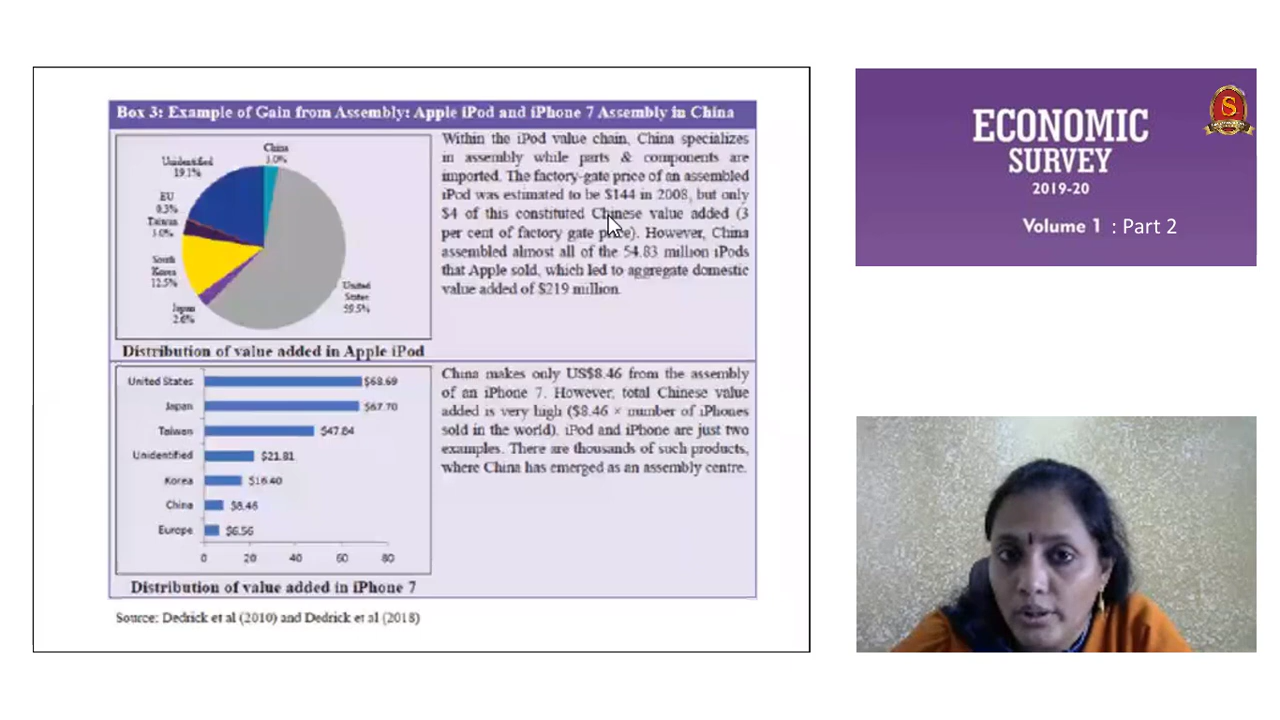 Box 3: Example of Gain from Assembly: Apple iPod and iPhone 7 Assembly in China
China
3.0%
Unidentified
19.1%
EU
0.3%
Taiwan
South
Korea
12.5%
Japan
2.6%
United
States
59.5%
Distribution of value added in Apple iPod
Within the iPod value chain, China specializes
in assembly while parts & components are
imported. The factory-gate price of an assembled
iPod was estimated to be $144 in 2008, but only
$4 of this constituted Chinese value added (3
per cent of factory gate price). However, China
assembled almost all of the 54.83 million iPods
that Apple sold, which led to aggregate domestic
value added of $219 million.
United States $68.69
Japan $67.70
Taiwan $47.84
Unidentified $21.81
Korea $16.40
China $8.46
Europe $6.56
0 20 40 60 80
Distribution of value added in iPhone 7
China makes only US$8.46 from the assembly
of an iPhone 7. However, total Chinese value
added is very high ($8.46 × number of iPhones
sold in the world). iPod and iPhone are just two
examples. There are thousands of such products,
where China has emerged as an assembly centre.
Source: Dedrick et al (2010) and Dedrick et al (2018)
ECONOMIC
SURVEY
2019-20
Volume 1 : Part 2
S